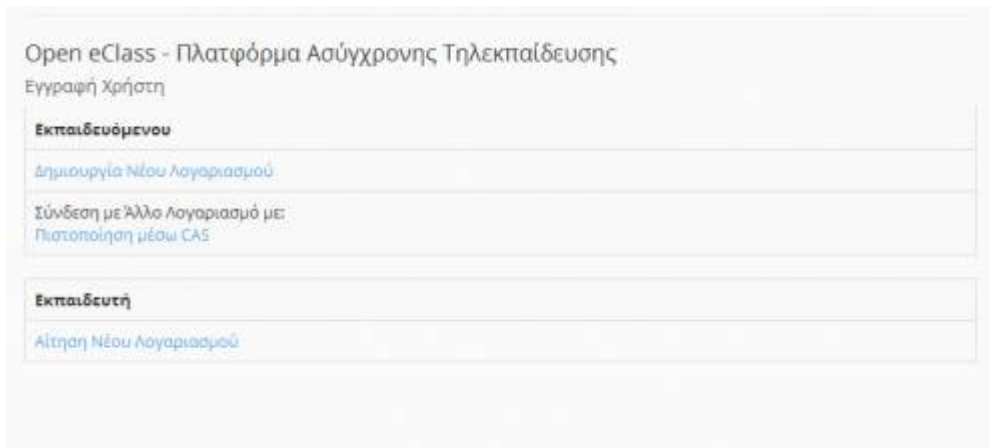 Open eClass - Πλατφόρμα Ασύγχρονης Τηλεκπαίδευσης
Εγγραφή Χρήστη
Εκπαιδευόμενου
Δημιουργία Νέου Λογαριασμού
Σύνδεση με Άλλο Λογαριασμό με:
Πιστοποίηση μέσω CAS
Εκπαιδευτή
Αίτηση Νέου Λογαριασμού